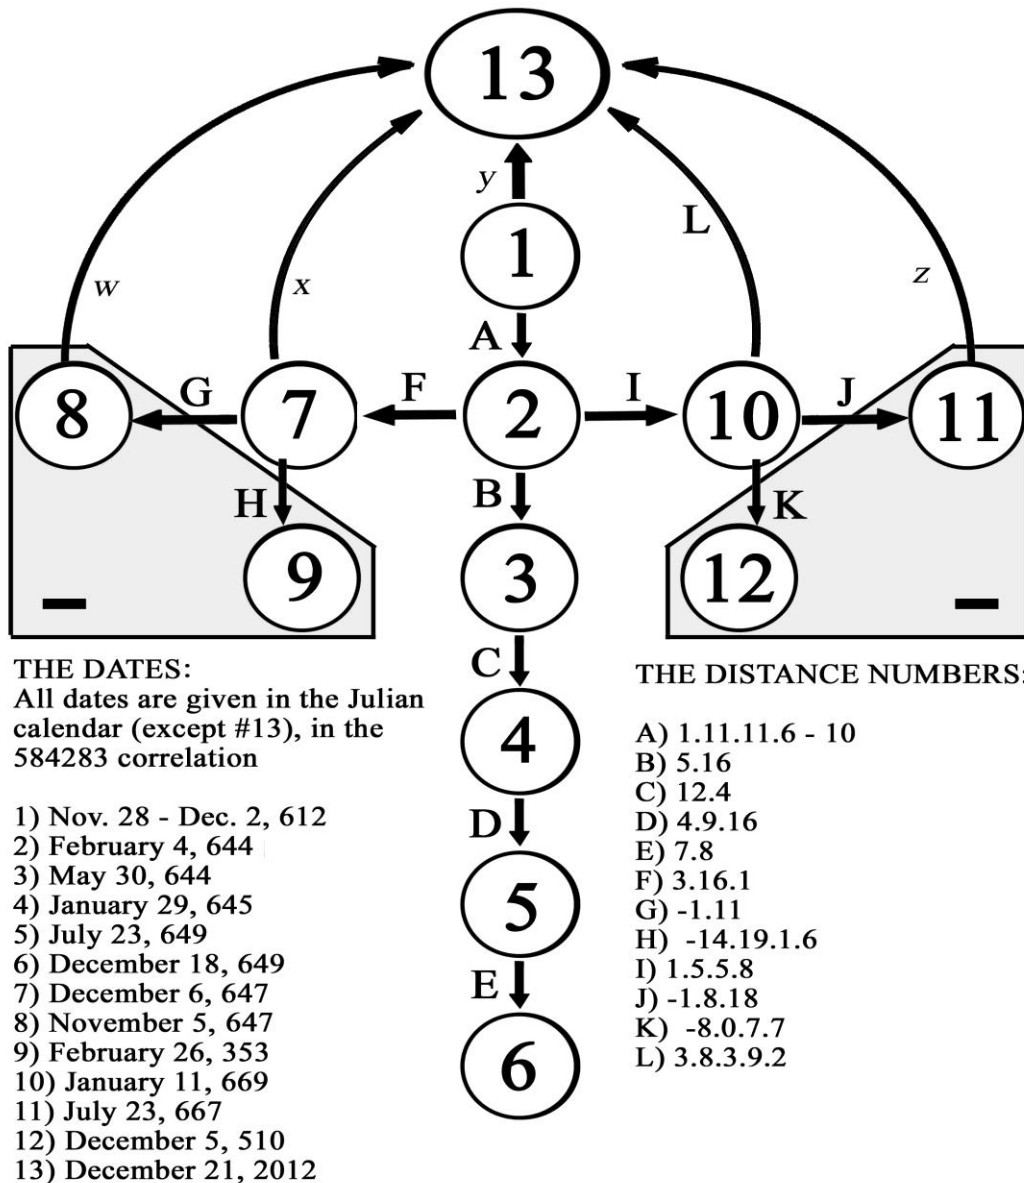 13
y
1
L
w
x
z
A
8
G
7
F
2
I
10
J
11
H
B
K
9
3
12
C
4
D
5
E
6
THE DATES:
All dates are given in the Julian
calendar (except #13), in the
584283 correlation
1) Nov. 28 - Dec. 2, 612
2) February 4, 644
3) May 30, 644
4) January 29, 645
5) July 23, 649
6) December 18, 649
7) December 6, 647
8) November 5, 647
9) February 26, 353
10) January 11, 669
11) July 23, 667
12) December 5, 510
13) December 21, 2012
THE DISTANCE NUMBERS:
A) 1.11.11.6 - 10
B) 5.16
C) 12.4
D) 4.9.16
E) 7.8
F) 3.16.1
G) -1.11
H) -14.19.1.6
I) 1.5.5.8
J) -1.8.18
K) -8.0.7.7
L) 3.8.3.9.2